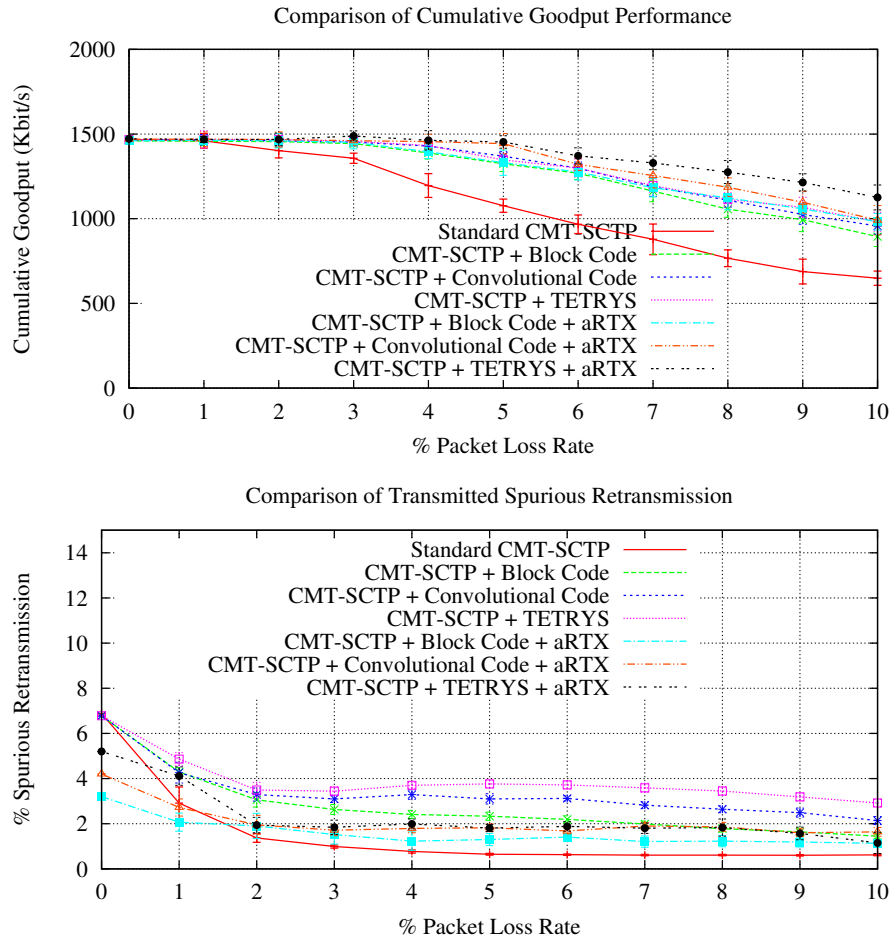 Comparison of Cumulative Goodput Performance
Cumulative Goodput (Kbit/s)
2000
1500
1000
500
0
Standard CMT-SCTP
CMT-SCTP + Block Code
CMT-SCTP + Convolutional Code
CMT-SCTP + TETRYS
CMT-SCTP + Block Code + aRTX
CMT-SCTP + Convolutional Code + aRTX
CMT-SCTP + TETRYS + aRTX
0 1 2 3 4 5 6 7 8 9 10
% Packet Loss Rate
Comparison of Transmitted Spurious Retransmission
% Spurious Retransmission
14
12
10
8
6
4
2
0
Standard CMT-SCTP
CMT-SCTP + Block Code
CMT-SCTP + Convolutional Code
CMT-SCTP + TETRYS
CMT-SCTP + Block Code + aRTX
CMT-SCTP + Convolutional Code + aRTX
CMT-SCTP + TETRYS + aRTX
0 1 2 3 4 5 6 7 8 9 10
% Packet Loss Rate